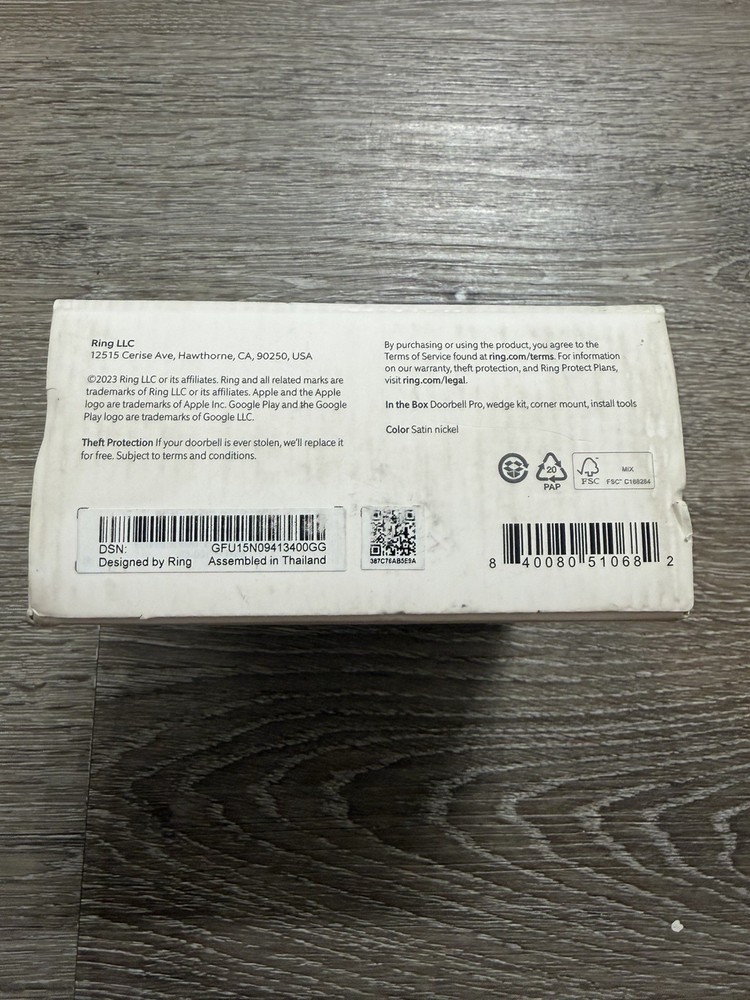 Ring LLC
12515 Cerise Ave, Hawthorne, CA, 90250, USA
©2023 Ring LLC or its affiliates. Ring and all related marks are
trademarks of Ring LLC or its affiliates. Apple and the Apple
logo are trademarks of Apple Inc. Google Play and the Google
Play logo are trademarks of Google LLC.
Theft Protection If your doorbell is ever stolen, we'll replace it
for free. Subject to terms and conditions.
DSN: GFU15N09413400GG
Designed by Ring Assembled in Thailand
387C76AB5E9A
By purchasing or using the product, you agree to the
Terms of Service found at ring.com/terms. For information
on our warranty, theft protection, and Ring Protect Plans,
visit ring.com/legal.
In the Box Doorbell Pro, wedge kit, corner mount, install tools
Color Satin nickel
20
PAP
FSC
MIX
FSC® C188284
8 40080 51068 2